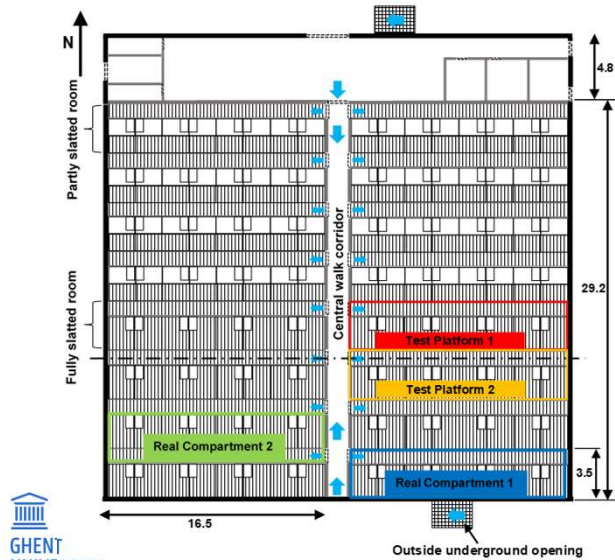 N
4.8
Partly slatted room
Central walk corridor
29.2
Fully slatted room
Test Platform 1
Test Platform 2
Real Compartment 2
Real Compartment 1
3.5
16.5
GHENT
Outside underground opening